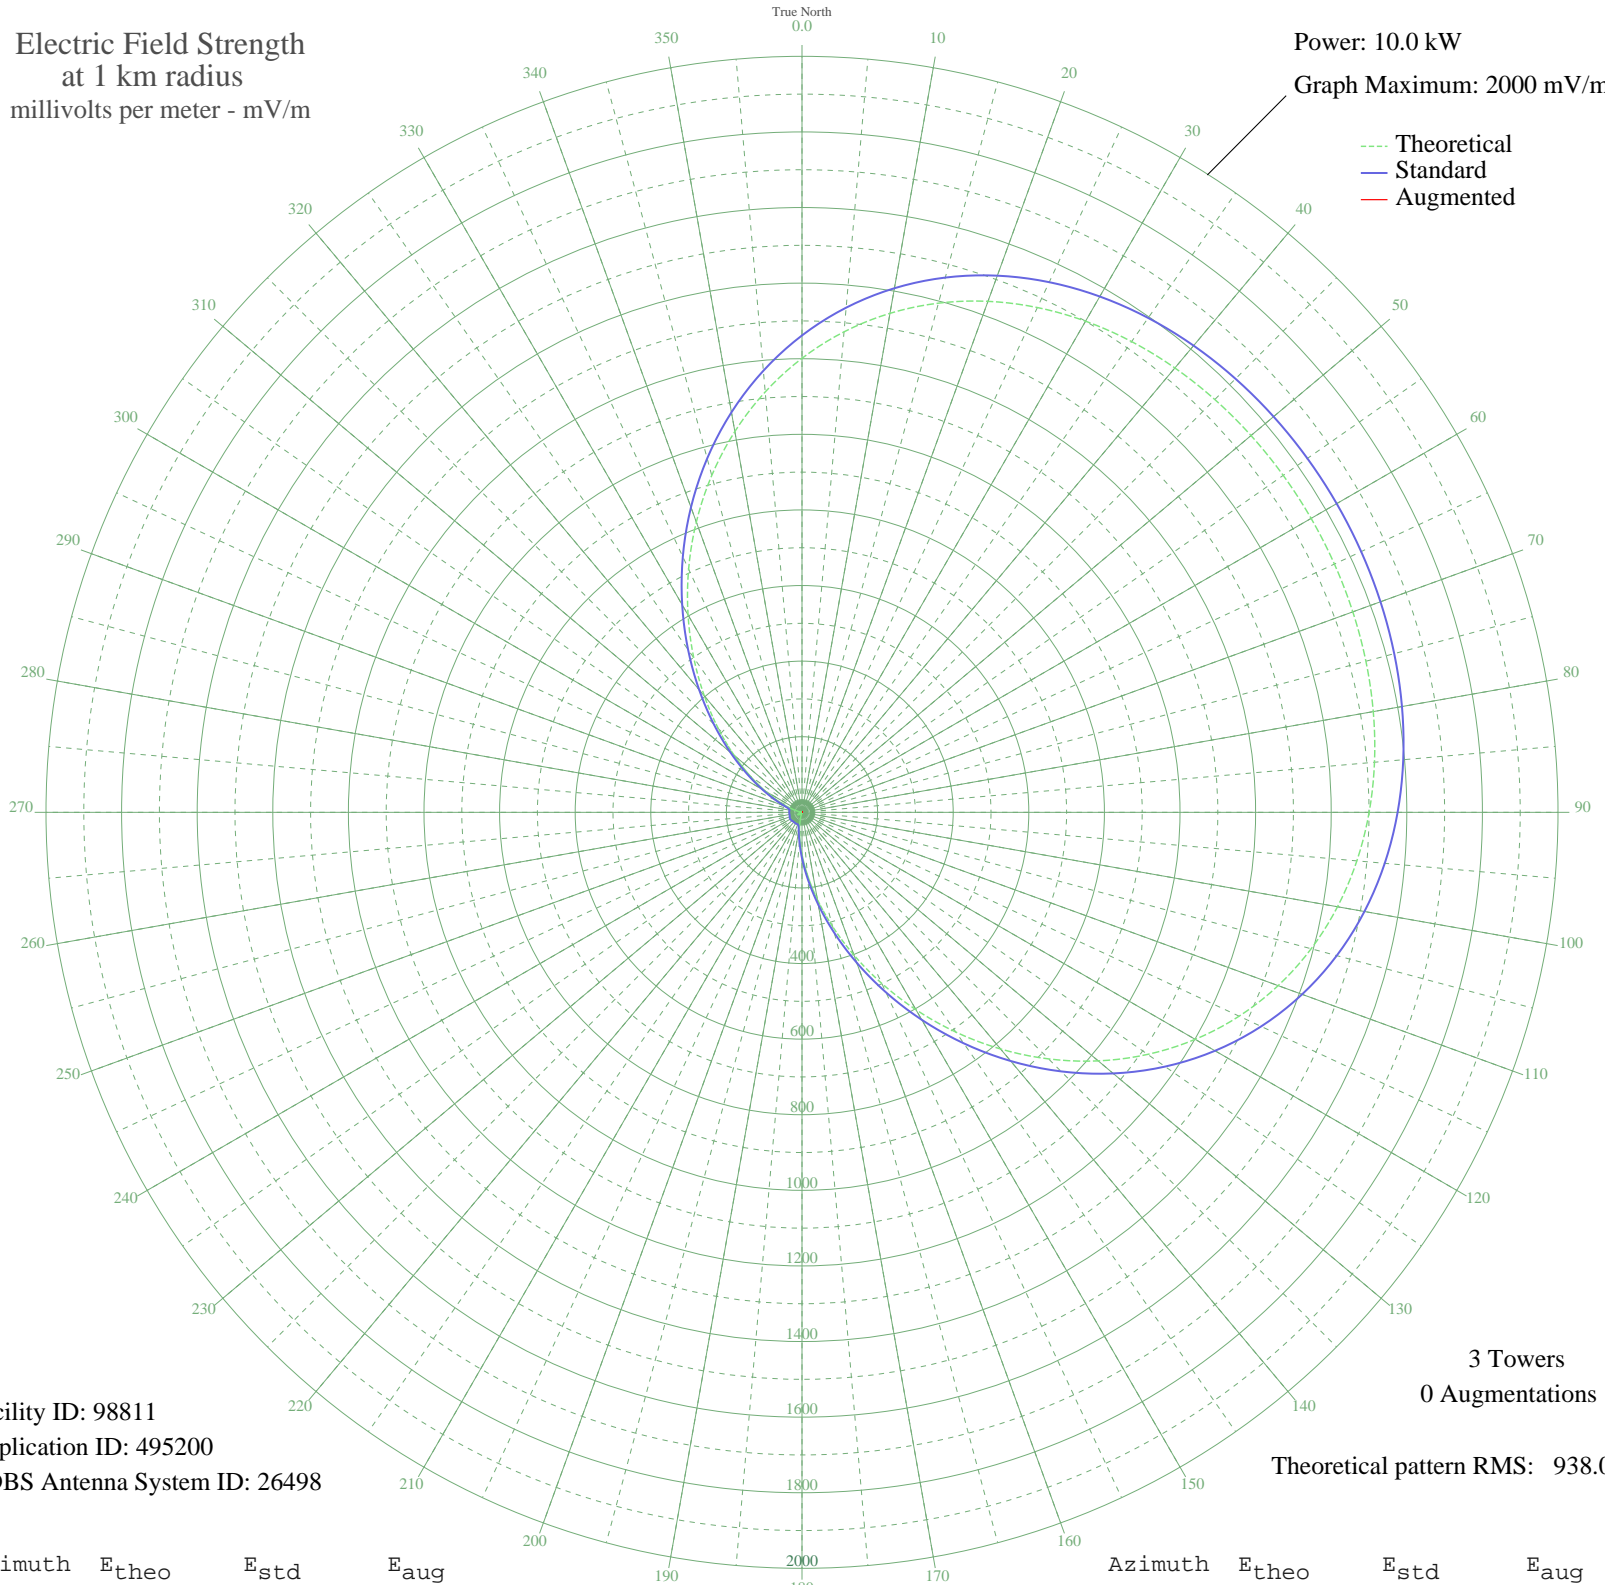 True North
0.0
Electric Field Strength
at 1 km radius
millivolts per meter - mV/m
Power: 10.0 kW
Graph Maximum: 2000 mV/m
Theoretical
Standard
Augmented
10
20
30
40
50
60
70
80
90
100
110
120
130
140
150
160
170
190
200
210
220
230
240
250
260
270
280
290
300
310
320
330
340
350
400
600
800
1000
1200
1400
1600
1800
2000
3 Towers
0 Augmentations
cility ID: 98811
plication ID: 495200
DBS Antenna System ID: 26498
Theoretical pattern RMS: 938.0
imuth Etheo Estd Eaug
Azimuth Etheo Estd Eaug